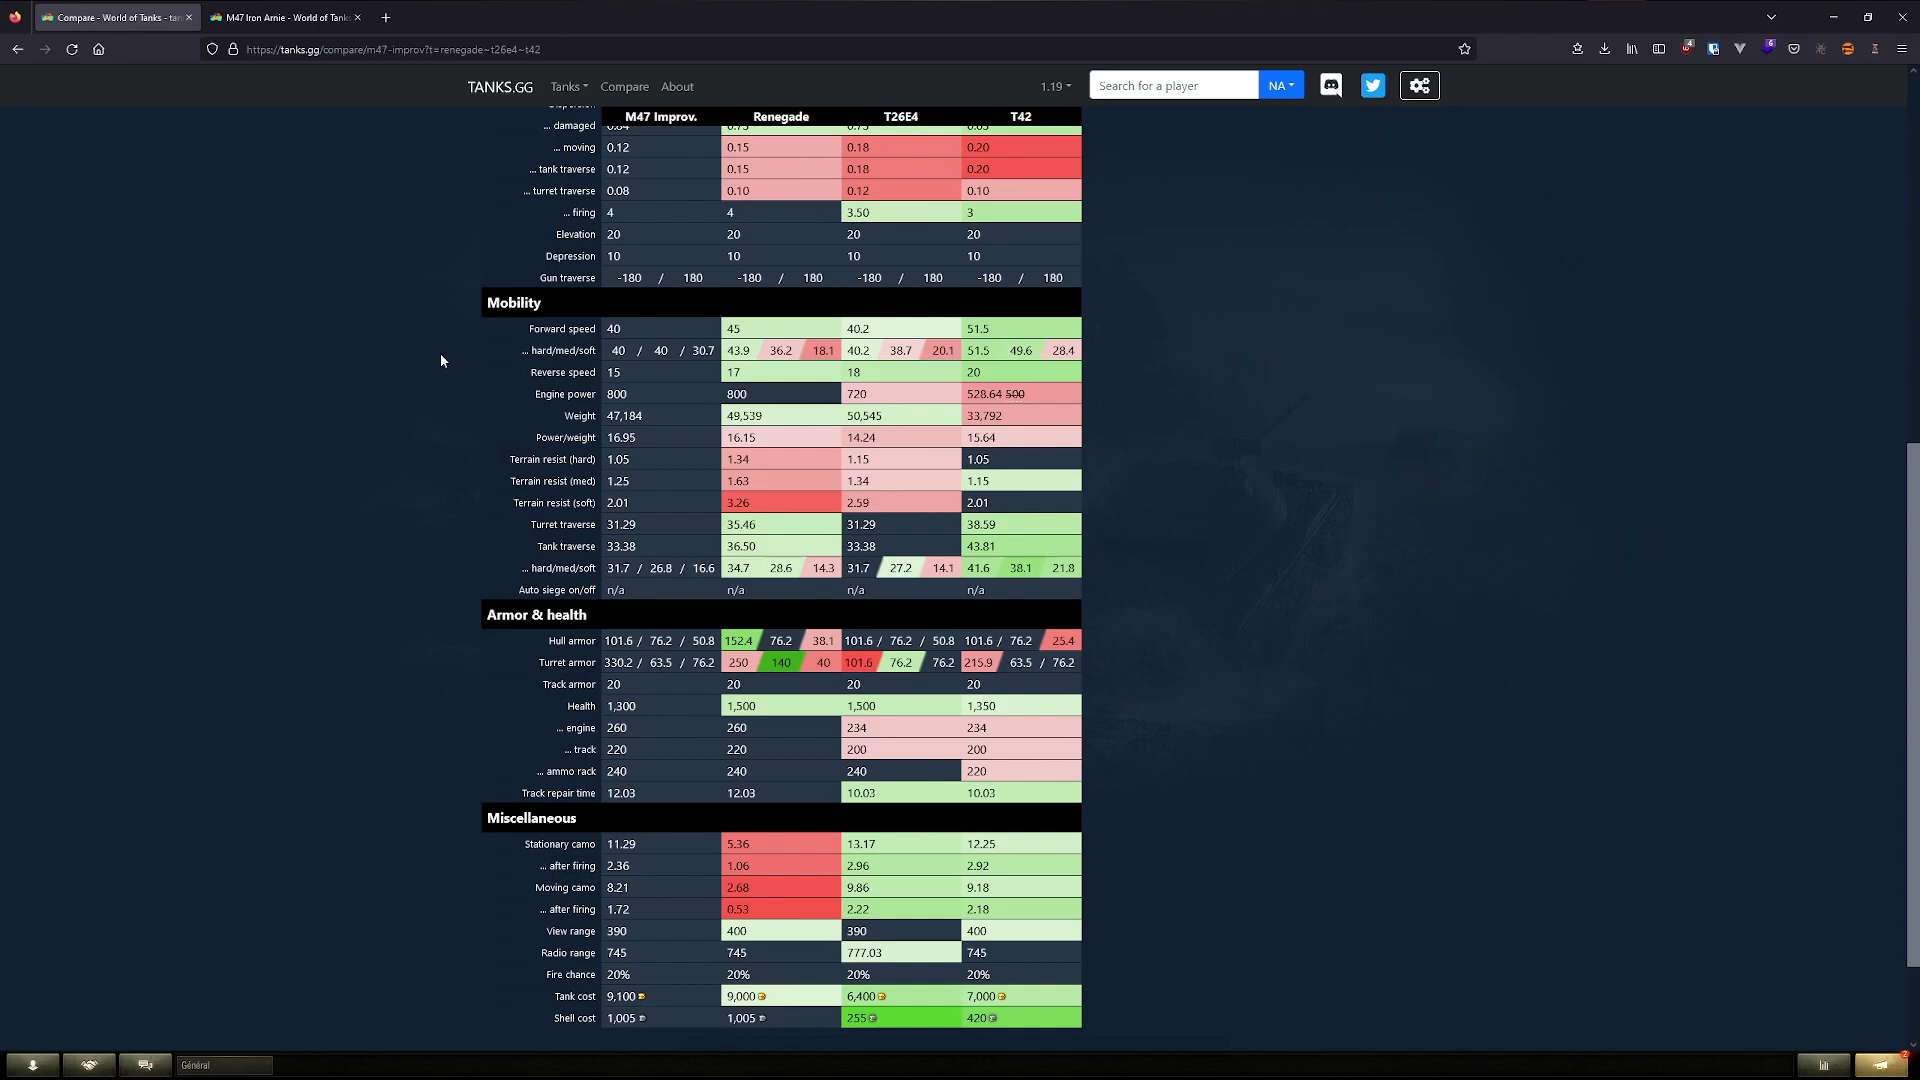 Compare - World of Tanks - tan
M47 Iron Arnie - World of Tank
https://tanks.gg/compare/m47-improv?t=renegade~t26e4~t42
TANKS.GG Tanks Compare About 1.19 Search for a player NA
M47 Improv. Renegade T26E4 T42
... damaged 0.84 0.75 0.75 0.65
... moving 0.12 0.15 0.18 0.20
... tank traverse 0.12 0.15 0.18 0.20
... turret traverse 0.08 0.10 0.12 0.10
... firing 4 4 3.50 3
Elevation 20 20 20 20
Depression 10 10 10 10
Gun traverse -180 / 180 -180 / 180 -180 / 180 -180 / 180
Mobility
Forward speed 40 45 40.2 51.5
... hard/med/soft 40 / 40 / 30.7 43.9 36.2 18.1 40.2 38.7 20.1 51.5 49.6 28.4
Reverse speed 15 17 18 20
Engine power 800 800 720 528.64 500
Weight 47,184 49,539 50,545 33,792
Power/weight 16.95 16.15 14.24 15.64
Terrain resist (hard) 1.05 1.34 1.15 1.05
Terrain resist (med) 1.25 1.63 1.34 1.15
Terrain resist (soft) 2.01 3.26 2.59 2.01
Turret traverse 31.29 35.46 31.29 38.59
Tank traverse 33.38 36.50 33.38 43.81
... hard/med/soft 31.7 / 26.8 / 16.6 34.7 28.6 14.3 31.7 27.2 14.1 41.6 38.1 21.8
Auto siege on/off n/a n/a n/a n/a
Armor & health
Hull armor 101.6 / 76.2 / 50.8 152.4 76.2 38.1 101.6 / 76.2 / 50.8 101.6 / 76.2 25.4
Turret armor 330.2 / 63.5 / 76.2 250 140 40 101.6 76.2 76.2 215.9 63.5 / 76.2
Track armor 20 20 20 20
Health 1,300 1,500 1,500 1,350
... engine 260 260 234 234
... track 220 220 200 200
... ammo rack 240 240 240 220
Track repair time 12.03 12.03 10.03 10.03
Miscellaneous
Stationary camo 11.29 5.36 13.17 12.25
... after firing 2.36 1.06 2.96 2.92
Moving camo 8.21 2.68 9.86 9.18
... after firing 1.72 0.53 2.22 2.18
View range 390 400 390 400
Radio range 745 745 777.03 745
Fire chance 20% 20% 20% 20%
Tank cost 9,100 9,000 6,400 7,000
Shell cost 1,005 1,005 255 420
Général